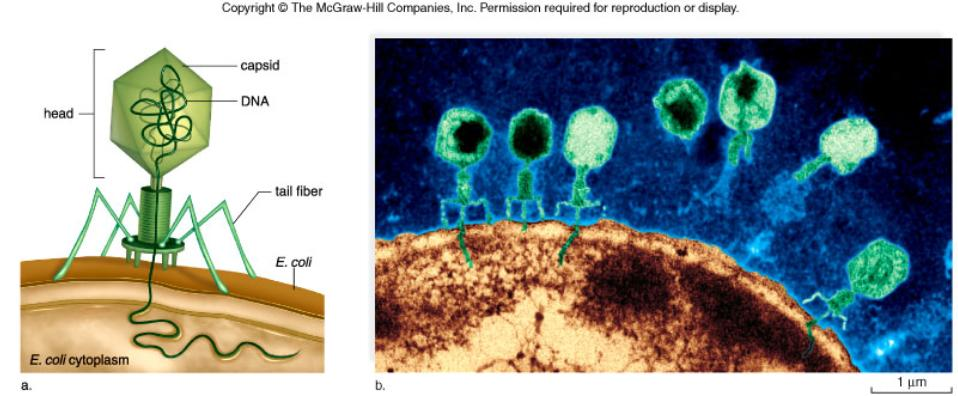 Copyright © The McGraw-Hill Companies, Inc. Permission required for reproduction or display.
capsid
DNA
head
tail fiber
E. coli
E. coli cytoplasm
a.
b.
1 μm